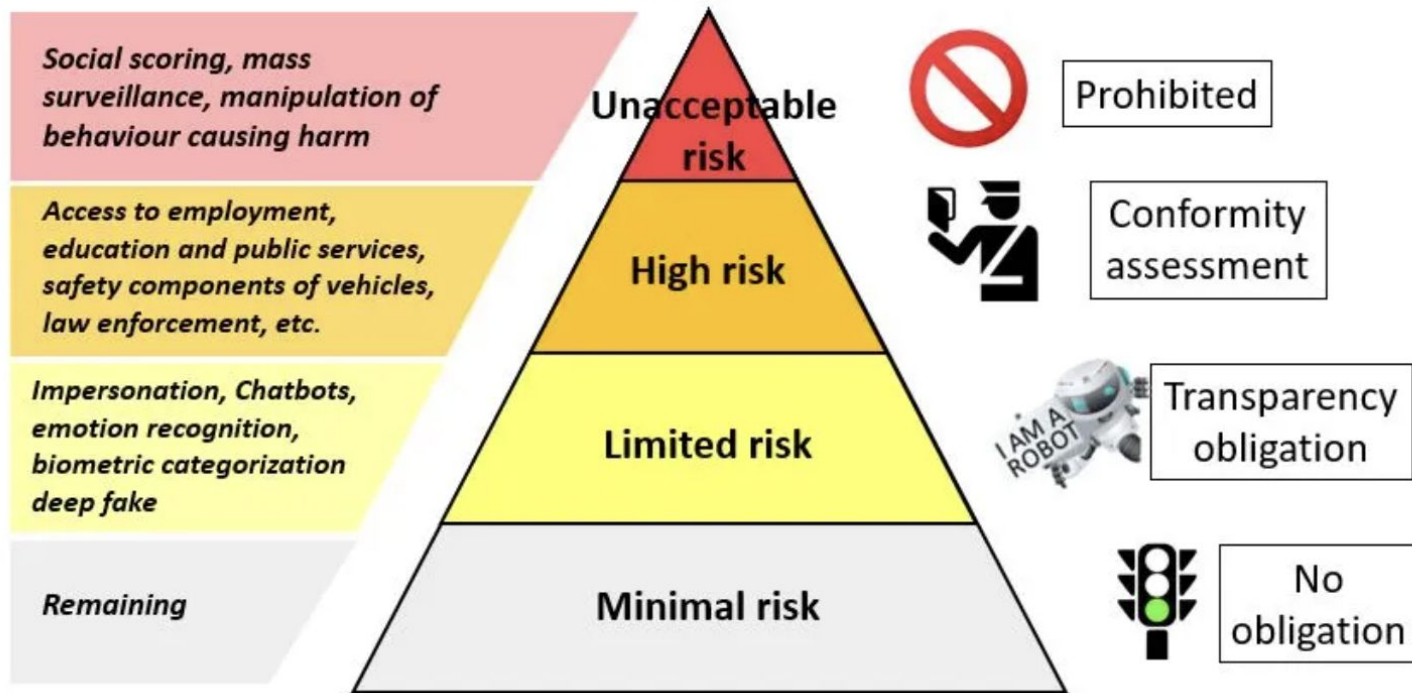 Social scoring, mass
surveillance, manipulation of
behaviour causing harm
Unacceptable
risk
Prohibited
Access to employment,
education and public services,
safety components of vehicles,
law enforcement, etc.
High risk
Conformity
assessment
Impersonation, Chatbots,
emotion recognition,
biometric categorization
deep fake
Limited risk
I AM A
ROBOT
Transparency
obligation
Remaining
Minimal risk
No
obligation